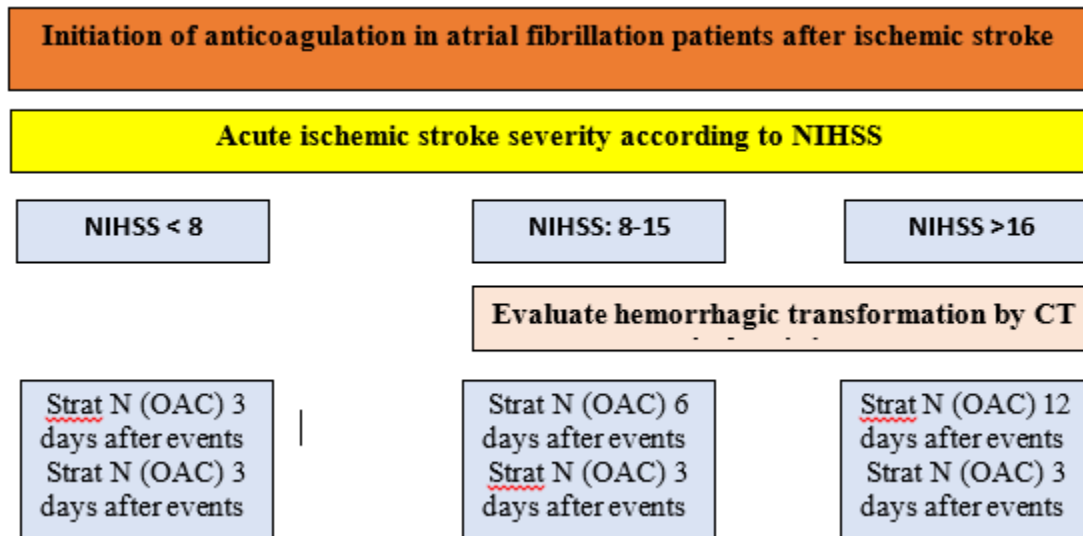 Initiation of anticoagulation in atrial fibrillation patients after ischemic stroke
Acute ischemic stroke severity according to NIHSS
NIHSS < 8
NIHSS: 8-15
NIHSS >16
Evaluate hemorrhagic transformation by CT
Strat N (OAC) 3
days after events
Strat N (OAC) 3
days after events
Strat N (OAC) 6
days after events
Strat N (OAC) 3
days after events
Strat N (OAC) 12
days after events
Strat N (OAC) 3
days after events